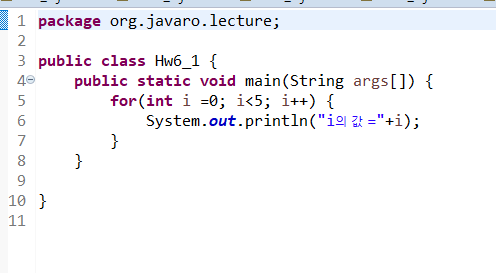 1 package org.javaro.lecture;
2
3 public class Hw6_1 {
4 public static void main(String args[]) {
5 for(int i =0; i<5; i++) {
6 System.out.println("i의 값 ="+i);
7 }
8 }
9
10 }
11